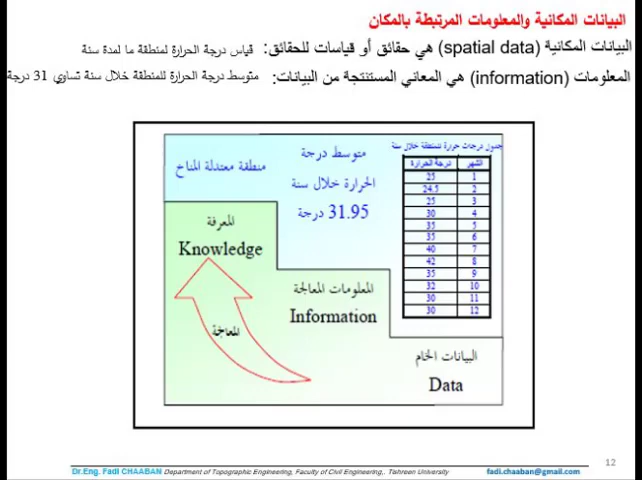 البيانات المكانية والمعلومات المرتبطة بالمكان
البيانات المكانية (spatial data) هي حقائق أو قياسات للحقائق: قياس درجة الحرارة لمنطقة ما لمدة سنة
المعلومات (information) هي المعاني المستنتجة من البيانات: متوسط درجة الحرارة للمنطقة خلال سنة تساوي 31 درجة
جدول درجات حرارة لمنطقة خلال سنة
الشهر درجة الحرارة
1 25
2 24.5
3 25
4 30
5 35
6 35
7 40
8 42
9 35
10 32
11 30
12 30
متوسط درجة
الحرارة خلال سنة
31.95 درجة
منطقة معتدلة المناخ
المعرفة
Knowledge
المعلومات المعالجة
Information
المعالجة
البيانات الخام
Data
12
Dr.Eng. Fadi CHAABAN Department of Topographic Engineering, Faculty of Civil Engineering,, Tishreen University fadi.chaaban@gmail.com